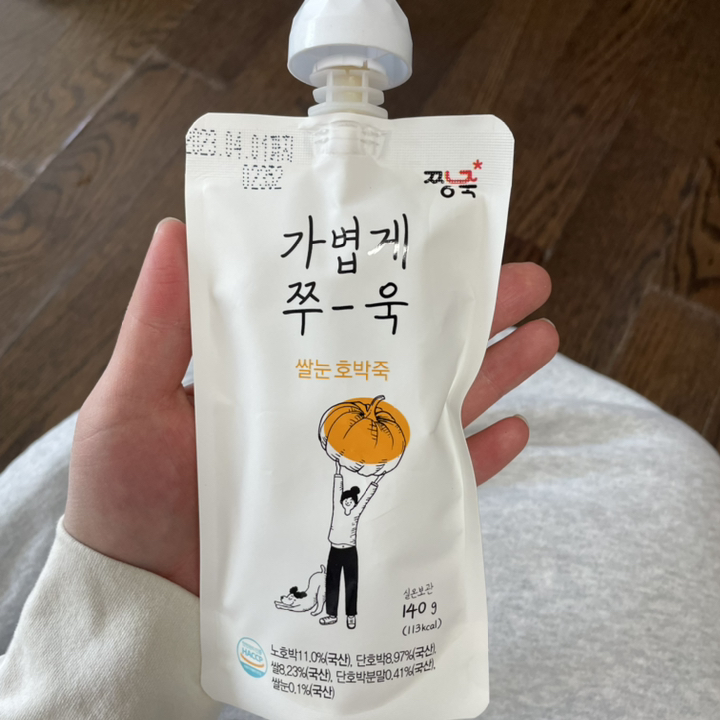 2023.04.01까지
02S2
짱죽
가볍게
쭈-욱
쌀눈호박죽
실온보관
140g
(113kcal)
HACCP
노호박11.0%(국산), 단호박8.97%(국산),
쌀8.23%(국산), 단호박분말0.41%(국산),
쌀눈0.1%(국산)